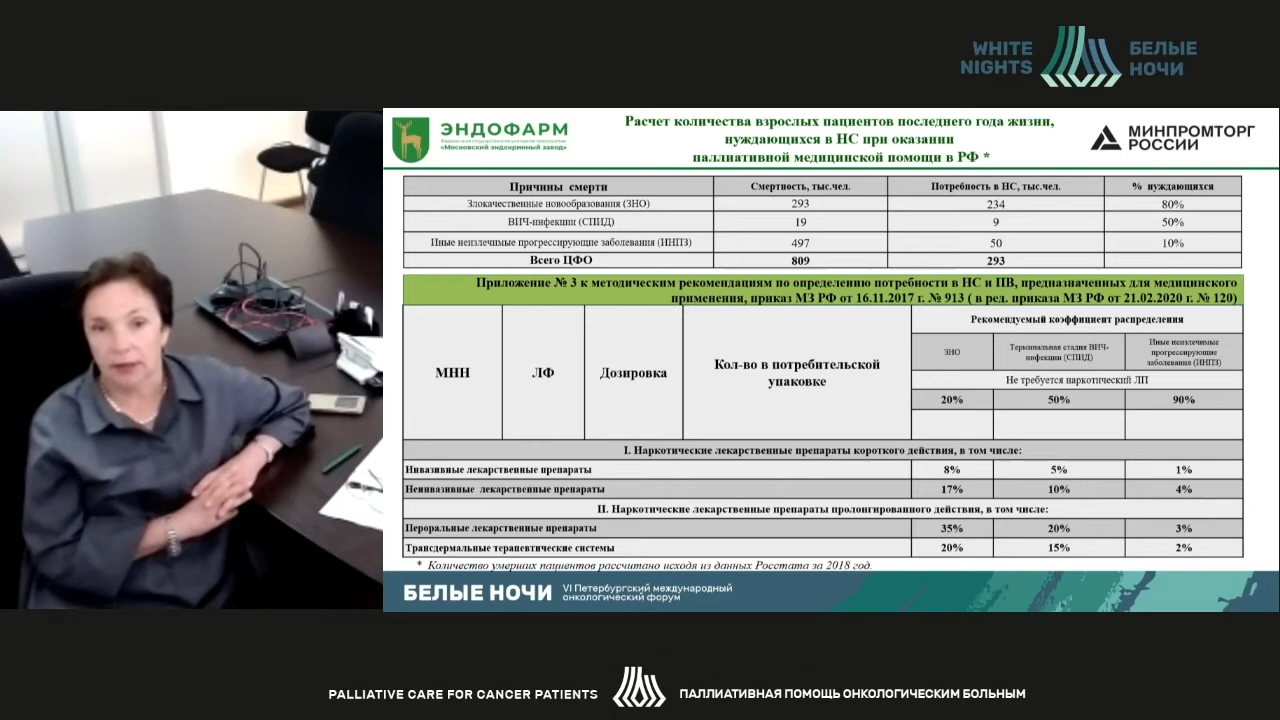 WHITE
NIGHTS
БЕЛЫЕ
НОЧИ
ЭНДОФАРМ
«Московский эндокринный завод»
Расчет количества взрослых пациентов последнего года жизни,
нуждающихся в НС при оказании
паллиативной медицинской помощи в РФ *
МИНПРОМТОРГ
РОССИИ
Причины смерти Смертность, тыс.чел. Потребность в НС, тыс.чел. % нуждающихся
Злокачественные новообразования (ЗНО) 293 234 80%
ВИЧ-инфекции (СПИД) 19 9 50%
Иные неизлечимые прогрессирующие заболевания (ИНПЗ) 497 50 10%
Всего ЦФО 809 293
Приложение № 3 к методическим рекомендациям по определению потребности в НС и ПВ, предназначенных для медицинского
применения, приказ МЗ РФ от 16.11.2017 г. № 913 ( в ред. приказа МЗ РФ от 21.02.2020 г. № 120)
МНН
ЛФ
Дозировка
Кол-во в потребительской
упаковке
Рекомендуемый коэффициент распределения
ЗНО
Терминальная стадия ВИЧ-
инфекции (СПИД)
Иные неизлечимые
прогрессирующие
заболевания (ИНПЗ)
Не требуется наркотический ЛП
20% 50% 90%
I. Наркотические лекарственные препараты короткого действия, в том числе:
Инвазивные лекарственные препараты 8% 5% 1%
Неинвазивные лекарственные препараты 17% 10% 4%
II. Наркотические лекарственные препараты пролонгированного действия, в том числе:
Пероральные лекарственные препараты 35% 20% 3%
Трансдермальные терапевтические системы 20% 15% 2%
* Количество умерших пациентов рассчитано исходя из данных Росстата за 2018 год.
БЕЛЫЕ НОЧИ
VI Петербургский международный
онкологический форум
PALLIATIVE CARE FOR CANCER PATIENTS
ПАЛЛИАТИВНАЯ ПОМОЩЬ ОНКОЛОГИЧЕСКИМ БОЛЬНЫМ